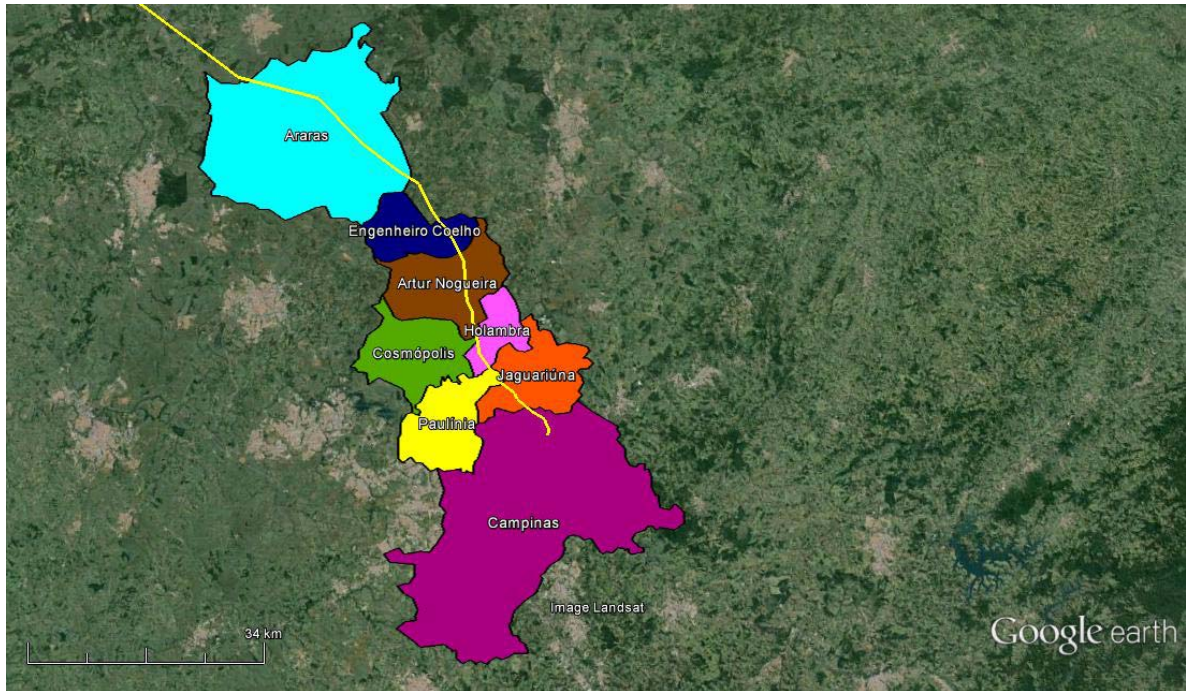 Araras
Engenheiro Coelho
Artur Nogueira
Holambra
Cosmópolis
Jaguariúna
Paulínia
Campinas
Image Landsat
34 km
Google earth